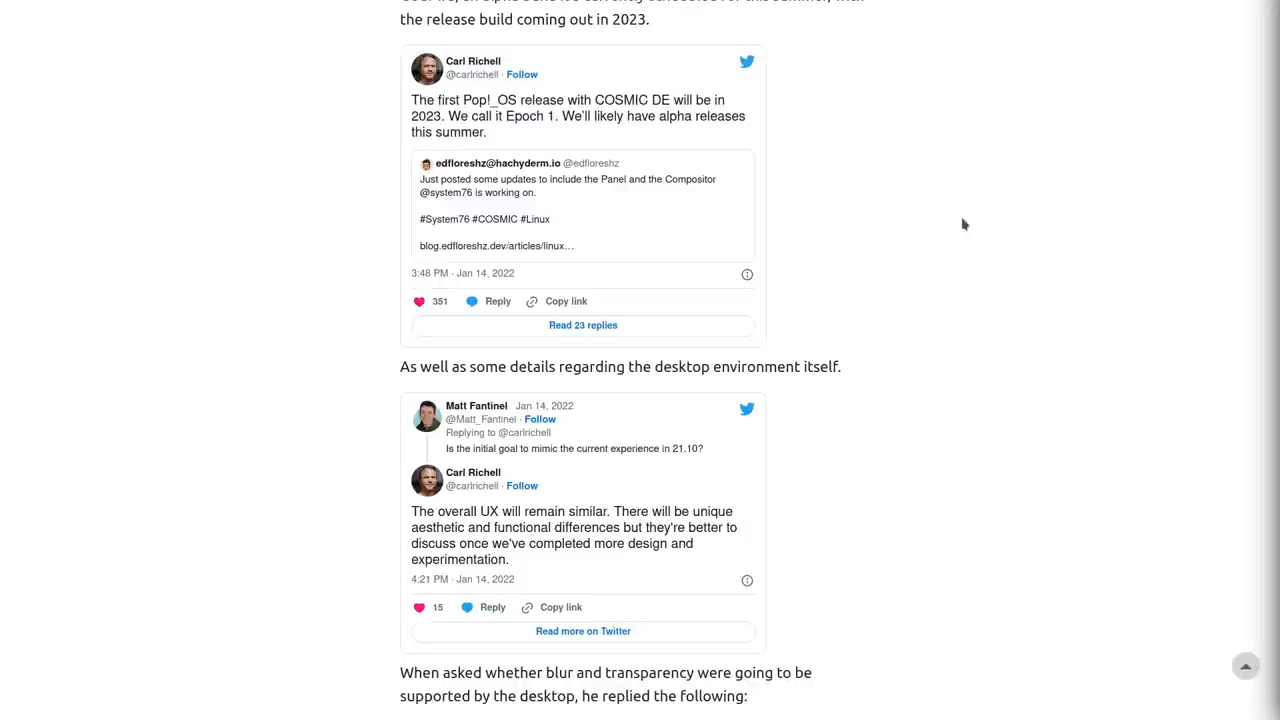 the release build coming out in 2023.
Carl Richell
@carlrichell · Follow
The first Pop!_OS release with COSMIC DE will be in
2023. We call it Epoch 1. We'll likely have alpha releases
this summer.
edfloreshz@hachyderm.io @edfloreshz
Just posted some updates to include the Panel and the Compositor
@system76 is working on.
#System76 #COSMIC #Linux
blog.edfloreshz.dev/articles/linux…
3:48 PM · Jan 14, 2022
351 Reply Copy link
Read 23 replies
As well as some details regarding the desktop environment itself.
Matt Fantinel Jan 14, 2022
@Matt_Fantinel · Follow
Replying to @carlrichell
Is the initial goal to mimic the current experience in 21.10?
Carl Richell
@carlrichell · Follow
The overall UX will remain similar. There will be unique
aesthetic and functional differences but they're better to
discuss once we've completed more design and
experimentation.
4:21 PM · Jan 14, 2022
15 Reply Copy link
Read more on Twitter
When asked whether blur and transparency were going to be
supported by the desktop, he replied the following: